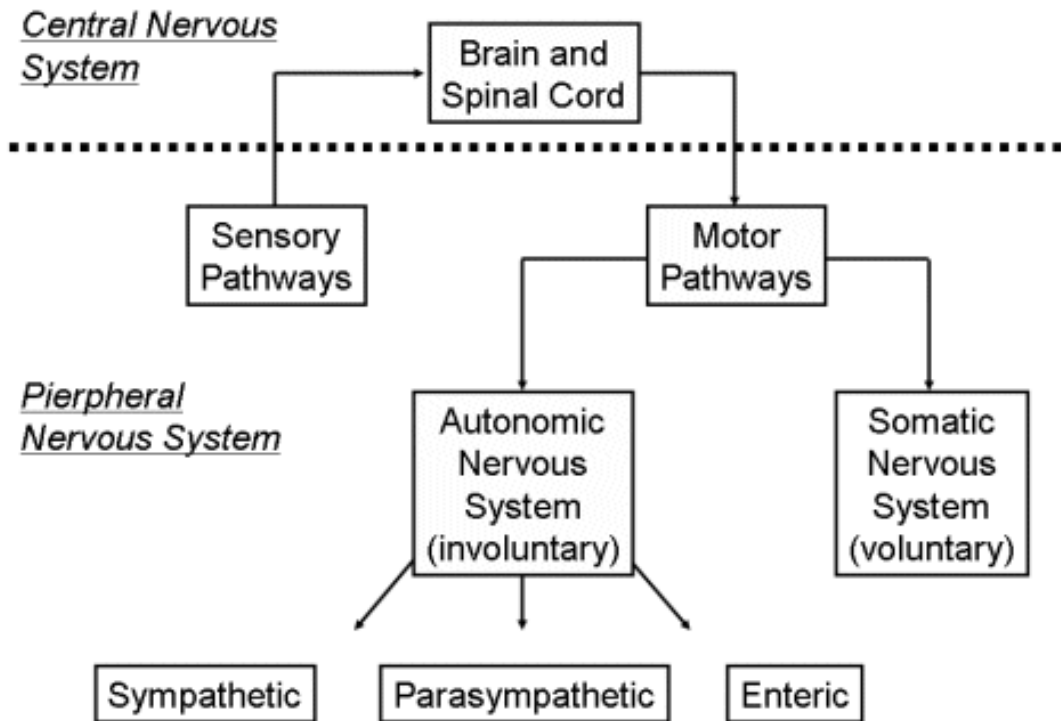 Central Nervous
System
Brain and
Spinal Cord
Sensory
Pathways
Motor
Pathways
Pierpheral
Nervous System
Autonomic
Nervous
System
(involuntary)
Somatic
Nervous
System
(voluntary)
Sympathetic
Parasympathetic
Enteric